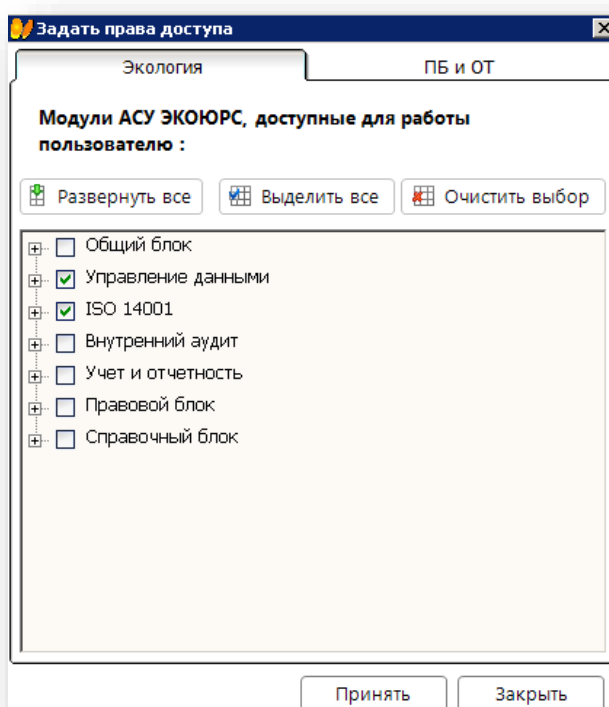 Задать права доступа
Экология
ПБ и ОТ
Модули АСУ ЭКОЮРС, доступные для работы
пользователю :
Развернуть все
Выделить все
Очистить выбор
Общий блок
Управление данными
ISO 14001
Внутренний аудит
Учет и отчетность
Правовой блок
Справочный блок
Принять
Закрыть